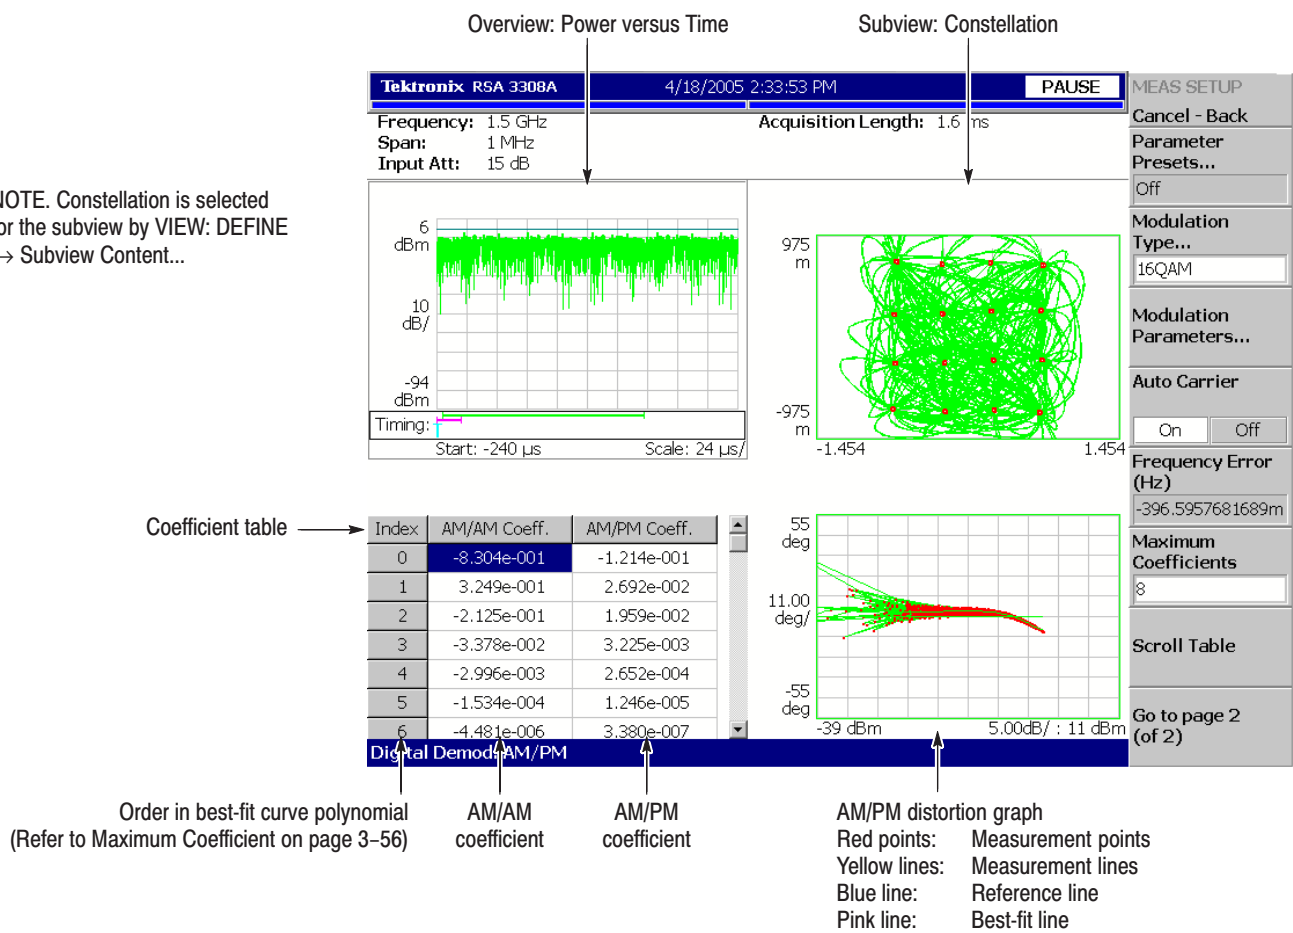 Overview: Power versus Time
Subview: Constellation
Tektronix RSA 3308A
4/18/2005 2:33:53 PM
PAUSE
Frequency: 1.5 GHz
Span: 1 MHz
Input Att: 15 dB
Acquisition Length: 1.6 ms
NOTE. Constellation is selected
or the subview by VIEW: DEFINE
→ Subview Content...
6
dBm
10
dB/
-94
dBm
Timing:
Start: -240 µs
Scale: 24 µs/
975
m
-975
m
-1.454
1.454
Coefficient table
Index AM/AM Coeff. AM/PM Coeff.
0 -8.304e-001 -1.214e-001
1 3.249e-001 2.692e-002
2 -2.125e-001 1.959e-002
3 -3.378e-002 3.225e-003
4 -2.996e-003 2.652e-004
5 -1.534e-004 1.246e-005
6 -4.481e-006 3.380e-007
55
deg
11.00
deg/
-55
deg
-39 dBm
5.00dB/ : 11 dBm
Digital Demod: AM/PM
MEAS SETUP
Cancel - Back
Parameter
Presets...
Off
Modulation
Type...
16QAM
Modulation
Parameters...
Auto Carrier
On Off
Frequency Error
(Hz)
-396.5957681689m
Maximum
Coefficients
8
Scroll Table
Go to page 2
(of 2)
Order in best-fit curve polynomial
(Refer to Maximum Coefficient on page 3–56)
AM/AM
coefficient
AM/PM
coefficient
AM/PM distortion graph
Red points: Measurement points
Yellow lines: Measurement lines
Blue line: Reference line
Pink line: Best-fit line